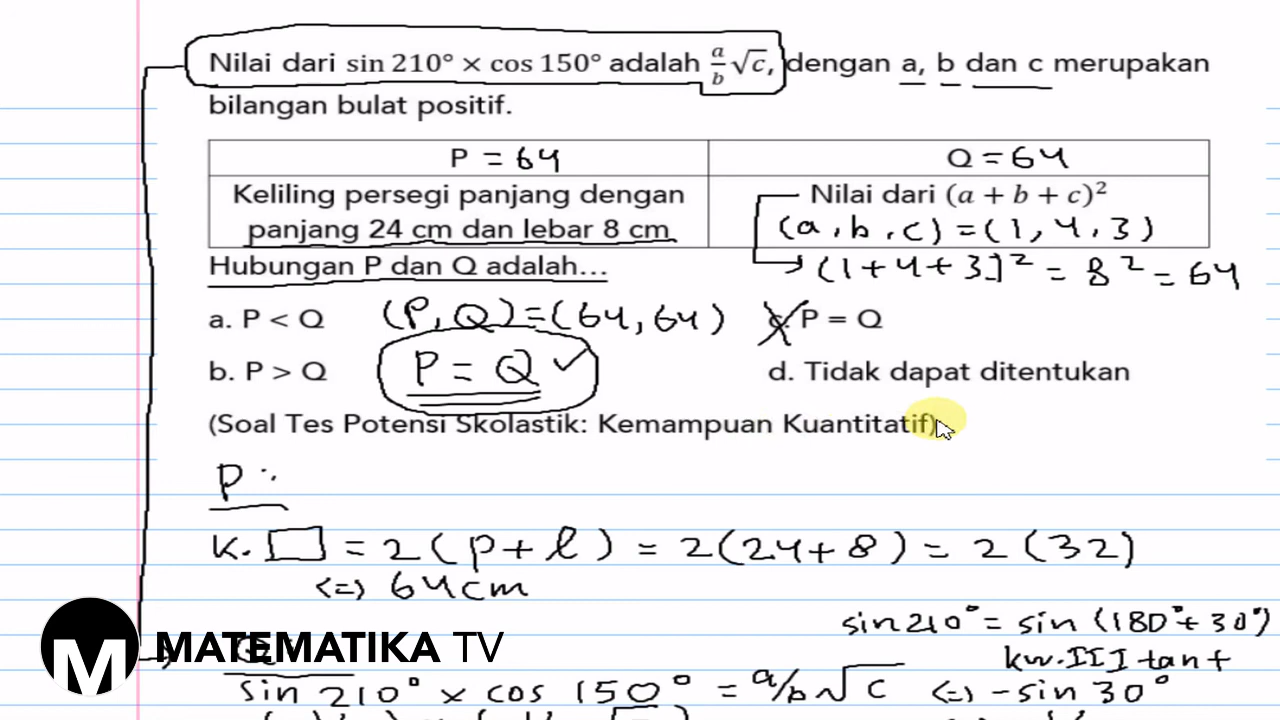 Nilai dari sin 210° × cos 150° adalah a/b √c, dengan a, b dan c merupakan
bilangan bulat positif.
P = 64
Q = 64
Keliling persegi panjang dengan
panjang 24 cm dan lebar 8 cm
Nilai dari (a + b + c)²
(a, b, c) = (1, 4, 3)
(1 + 4 + 3)² = 8² = 64
Hubungan P dan Q adalah...
a. P < Q
(P, Q) = (64, 64)
c. P = Q
b. P > Q
P = Q ✓
d. Tidak dapat ditentukan
(Soal Tes Potensi Skolastik: Kemampuan Kuantitatif)
P :
K. □ = 2 (p + l) = 2 (24 + 8) = 2 (32)
<=> 64 cm
sin 210° = sin (180° + 30°)
kw. III tan +
M MATEMATIKA TV
sin 210° × cos 150° = a/b √c
<=> - sin 30°